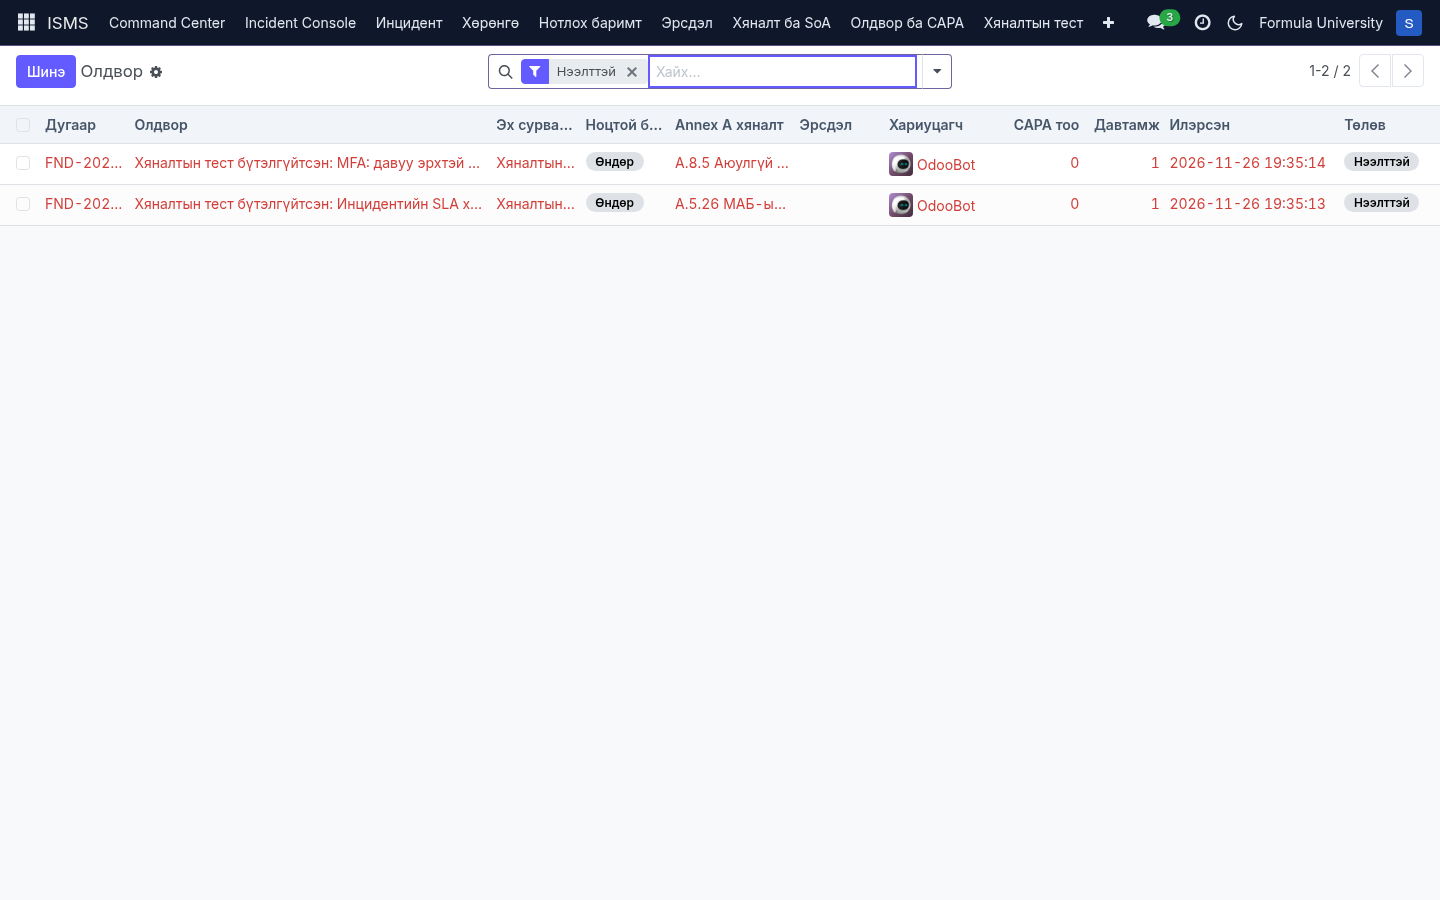 ISMS Command Center Incident Console Инцидент Хөрөнгө Нотлох баримт Эрсдэл Хяналт ба SoA Олдвор ба CAPA Хяналтын тест 3 Formula University S
Шинэ Олдвор Нээлттэй Хайх... 1-2 / 2
Дугаар Олдвор Эх сурва... Ноцтой б... Annex A хяналт Эрсдэл Хариуцагч CAPA тоо Давтамж Илэрсэн Төлөв
FND-202... Хяналтын тест бүтэлгүйтсэн: MFA: давуу эрхтэй ... Хяналтын... Өндөр A.8.5 Аюулгүй ... OdooBot 0 1 2026-11-26 19:35:14 Нээлттэй
FND-202... Хяналтын тест бүтэлгүйтсэн: Инцидентийн SLA х... Хяналтын... Өндөр A.5.26 МАБ-ы... OdooBot 0 1 2026-11-26 19:35:13 Нээлттэй